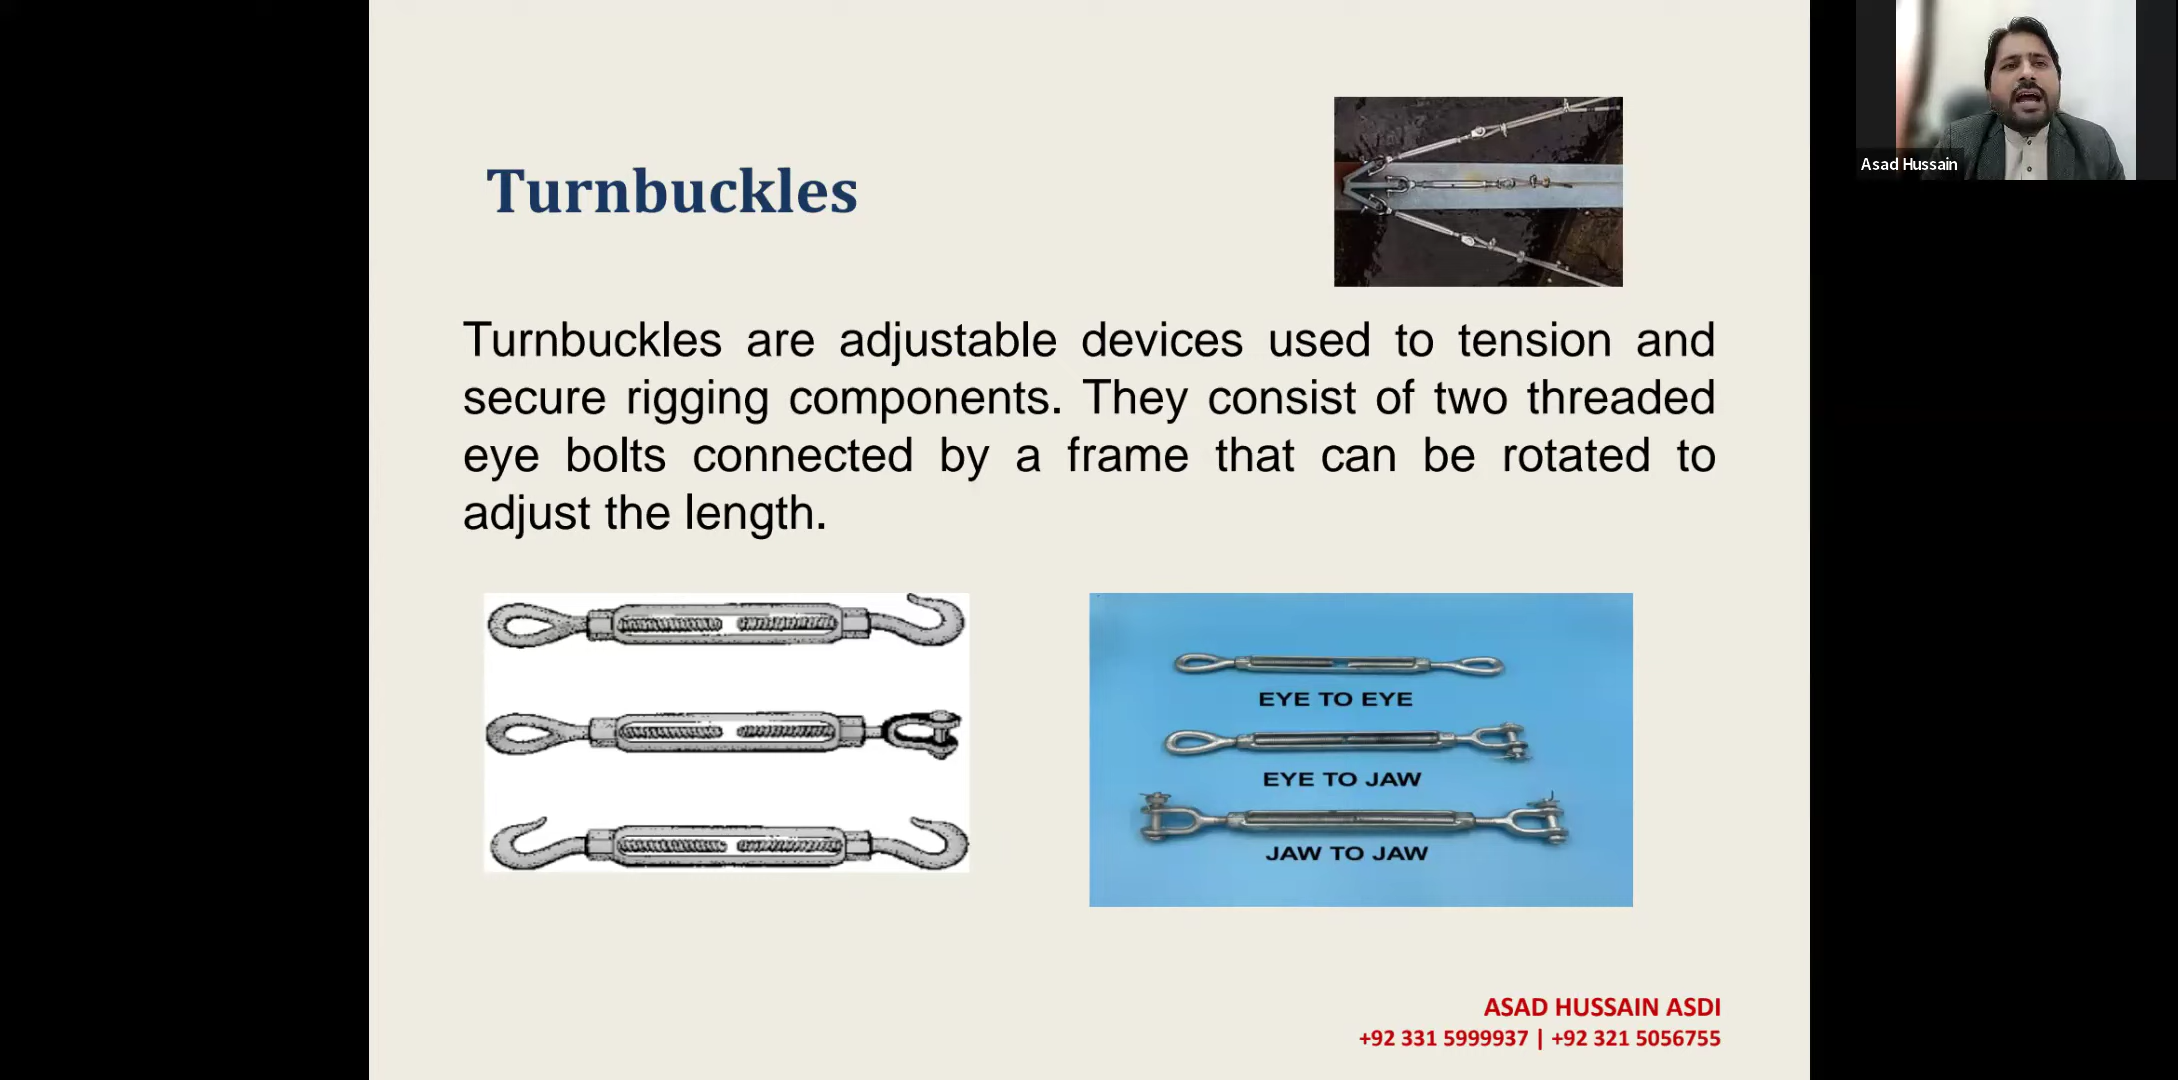 Asad Hussain
Turnbuckles
Turnbuckles are adjustable devices used to tension and
secure rigging components. They consist of two threaded
eye bolts connected by a frame that can be rotated to
adjust the length.
EYE TO EYE
EYE TO JAW
JAW TO JAW
ASAD HUSSAIN ASDI
+92 331 5999937 | +92 321 5056755